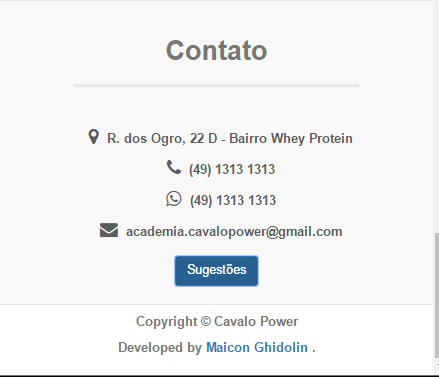 Contato
R. dos Ogro, 22 D - Bairro Whey Protein
(49) 1313 1313
(49) 1313 1313
academia.cavalopower@gmail.com
Sugestões
Copyright © Cavalo Power
Developed by Maicon Ghidolin .